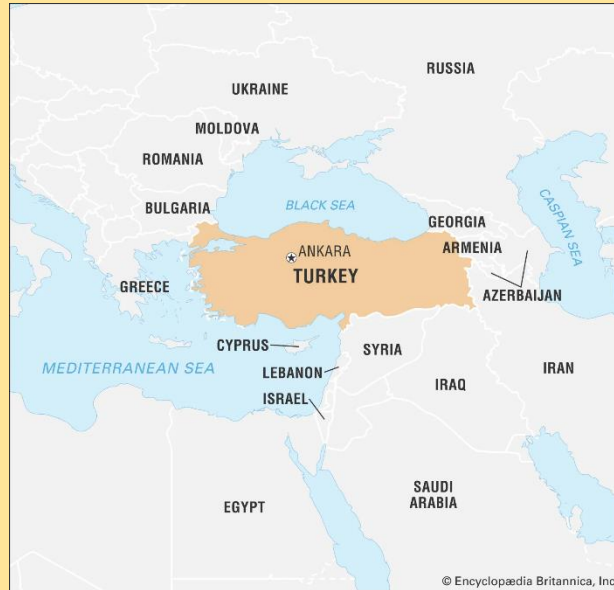 RUSSIA
UKRAINE
MOLDOVA
ROMANIA
CASPIAN SEA
BLACK SEA
BULGARIA
GEORGIA
ANKARA
ARMENIA
TURKEY
GREECE
AZERBAIJAN
CYPRUS
SYRIA
MEDITERRANEAN SEA
LEBANON
IRAN
IRAQ
ISRAEL
SAUDI
ARABIA
EGYPT
© Encyclopædia Britannica, Inc